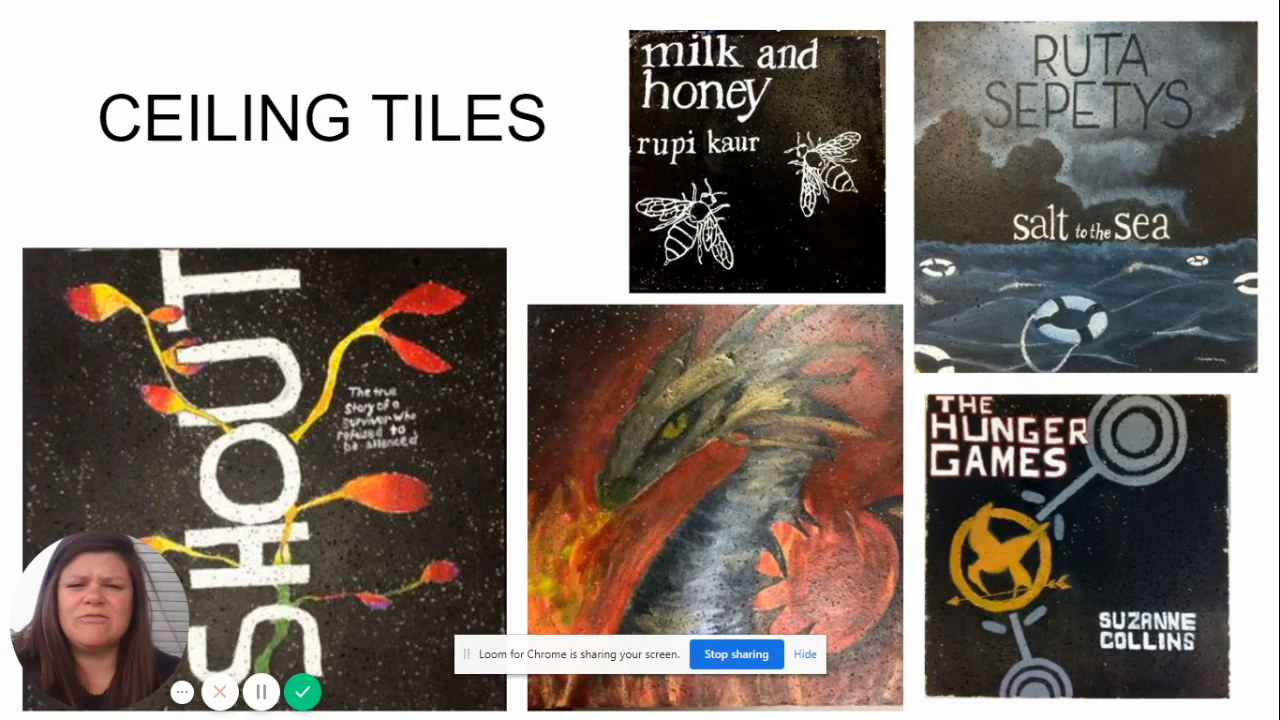 CEILING TILES
milk and
honey
rupi kaur
RUTA
SEPETYS
salt to the sea
SHOUT
The true
Story of a
survivor who
refused to
be silenced
THE
HUNGER
GAMES
SUZANNE
COLLINS
Loom for Chrome is sharing your screen.
Stop sharing
Hide